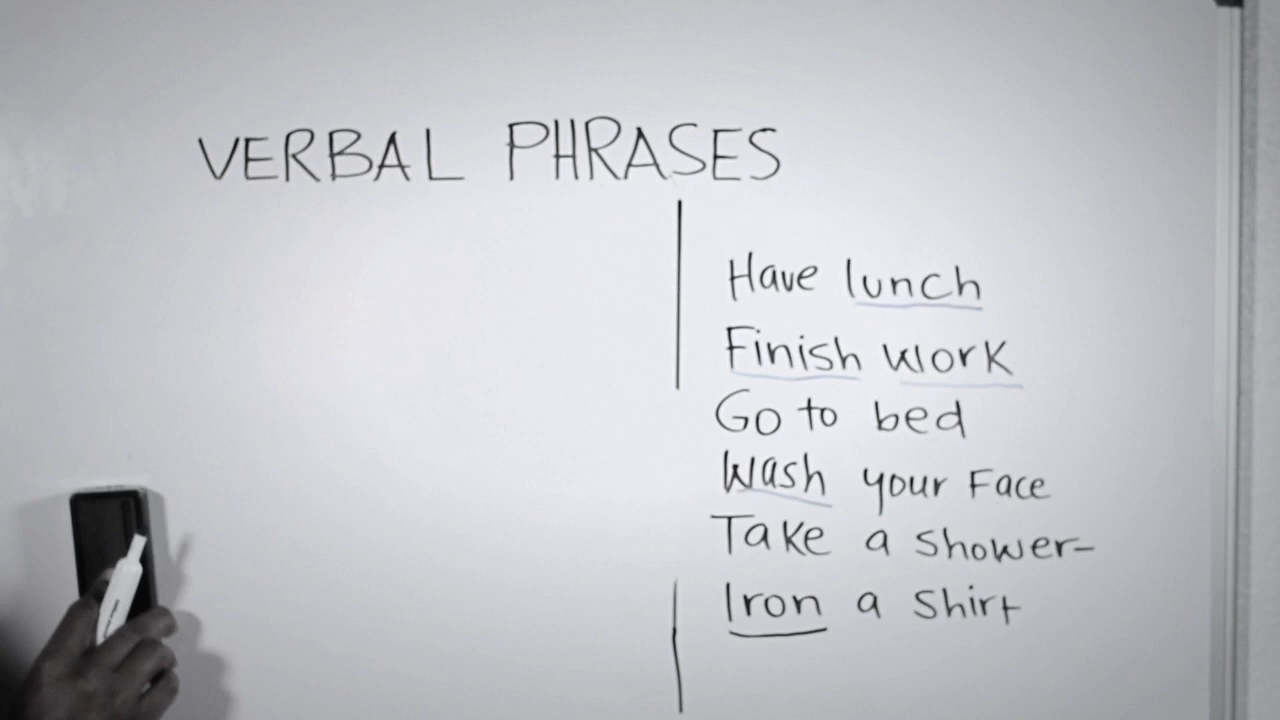 VERBAL PHRASES
Have lunch
Finish work
Go to bed
Wash your Face
Take a shower-
Iron a Shirt